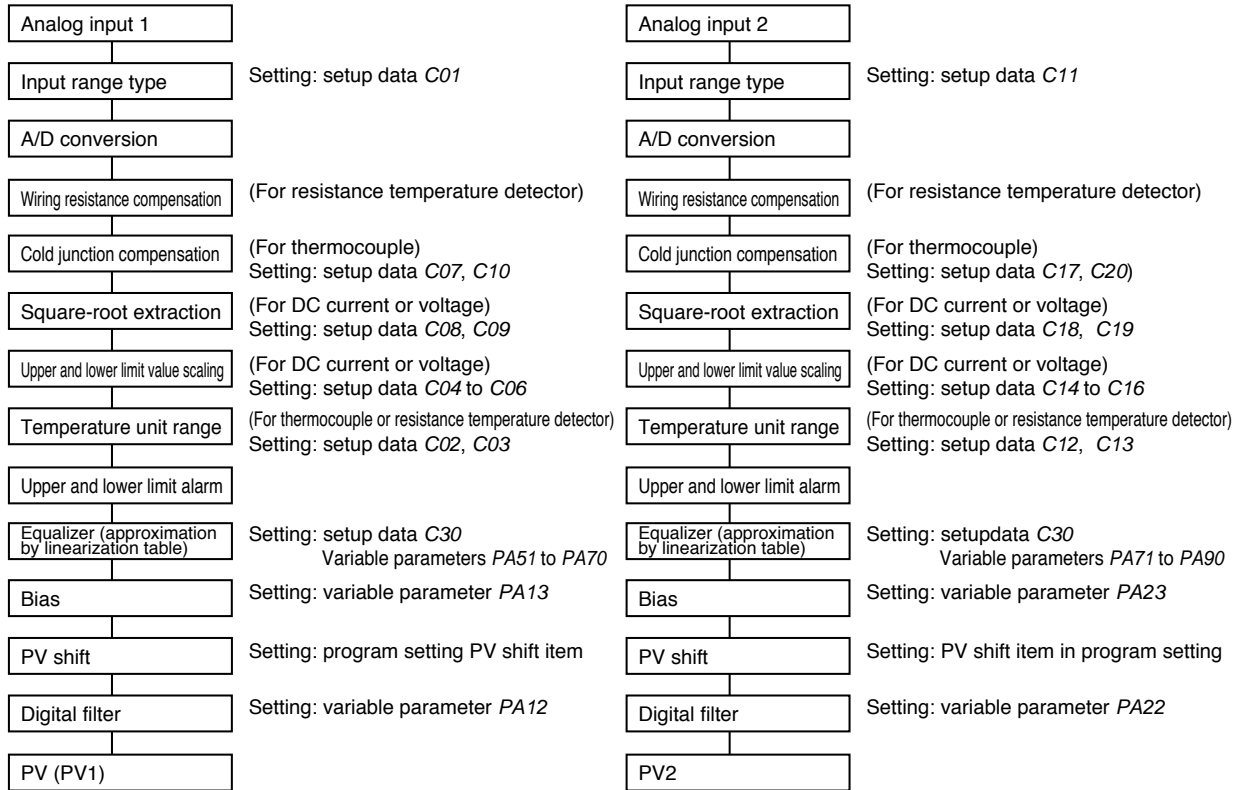 Analog input 1
Input range type
Setting: setup data C01
A/D conversion
Wiring resistance compensation
(For resistance temperature detector)
Cold junction compensation
(For thermocouple)
Setting: setup data C07, C10
Square-root extraction
(For DC current or voltage)
Setting: setup data C08, C09
Upper and lower limit value scaling
(For DC current or voltage)
Setting: setup data C04 to C06
Temperature unit range
(For thermocouple or resistance temperature detector)
Setting: setup data C02, C03
Upper and lower limit alarm
Equalizer (approximation
by linearization table)
Setting: setup data C30
Variable parameters PA51 to PA70
Bias
Setting: variable parameter PA13
PV shift
Setting: program setting PV shift item
Digital filter
Setting: variable parameter PA12
PV (PV1)
Analog input 2
Input range type
Setting: setup data C11
A/D conversion
Wiring resistance compensation
(For resistance temperature detector)
Cold junction compensation
(For thermocouple)
Setting: setup data C17, C20)
Square-root extraction
(For DC current or voltage)
Setting: setup data C18, C19
Upper and lower limit value scaling
(For DC current or voltage)
Setting: setup data C14 to C16
Temperature unit range
(For thermocouple or resistance temperature detector)
Setting: setup data C12, C13
Upper and lower limit alarm
Equalizer (approximation
by linearization table)
Setting: setupdata C30
Variable parameters PA71 to PA90
Bias
Setting: variable parameter PA23
PV shift
Setting: PV shift item in program setting
Digital filter
Setting: variable parameter PA22
PV2